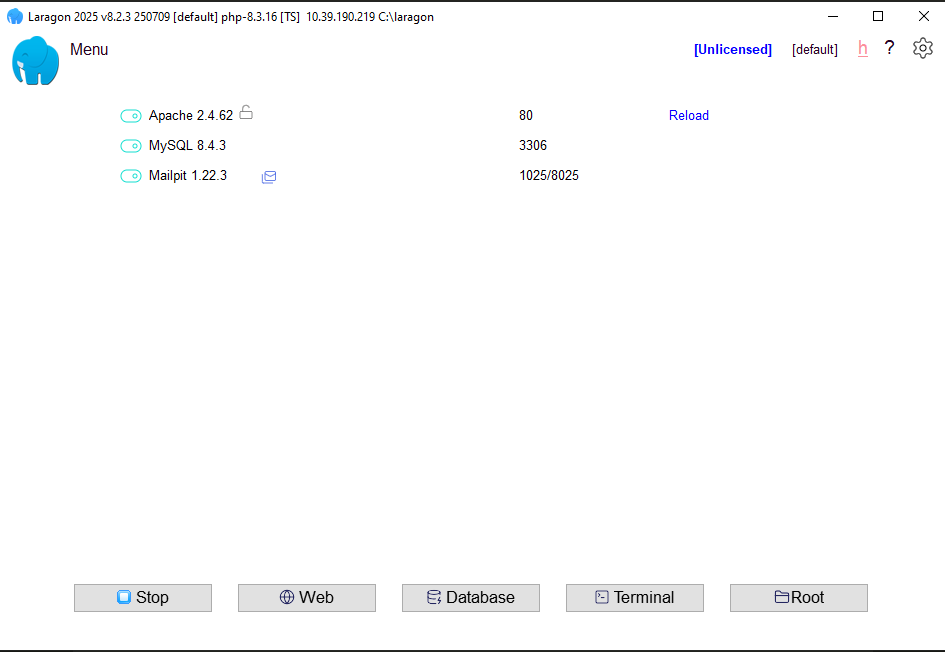 Laragon 2025 v8.2.3 250709 [default] php-8.3.16 [TS] 10.39.190.219 C:\laragon
Menu [Unlicensed] [default] h ?
Apache 2.4.62 80 Reload
MySQL 8.4.3 3306
Mailpit 1.22.3 1025/8025
Stop Web Database Terminal Root